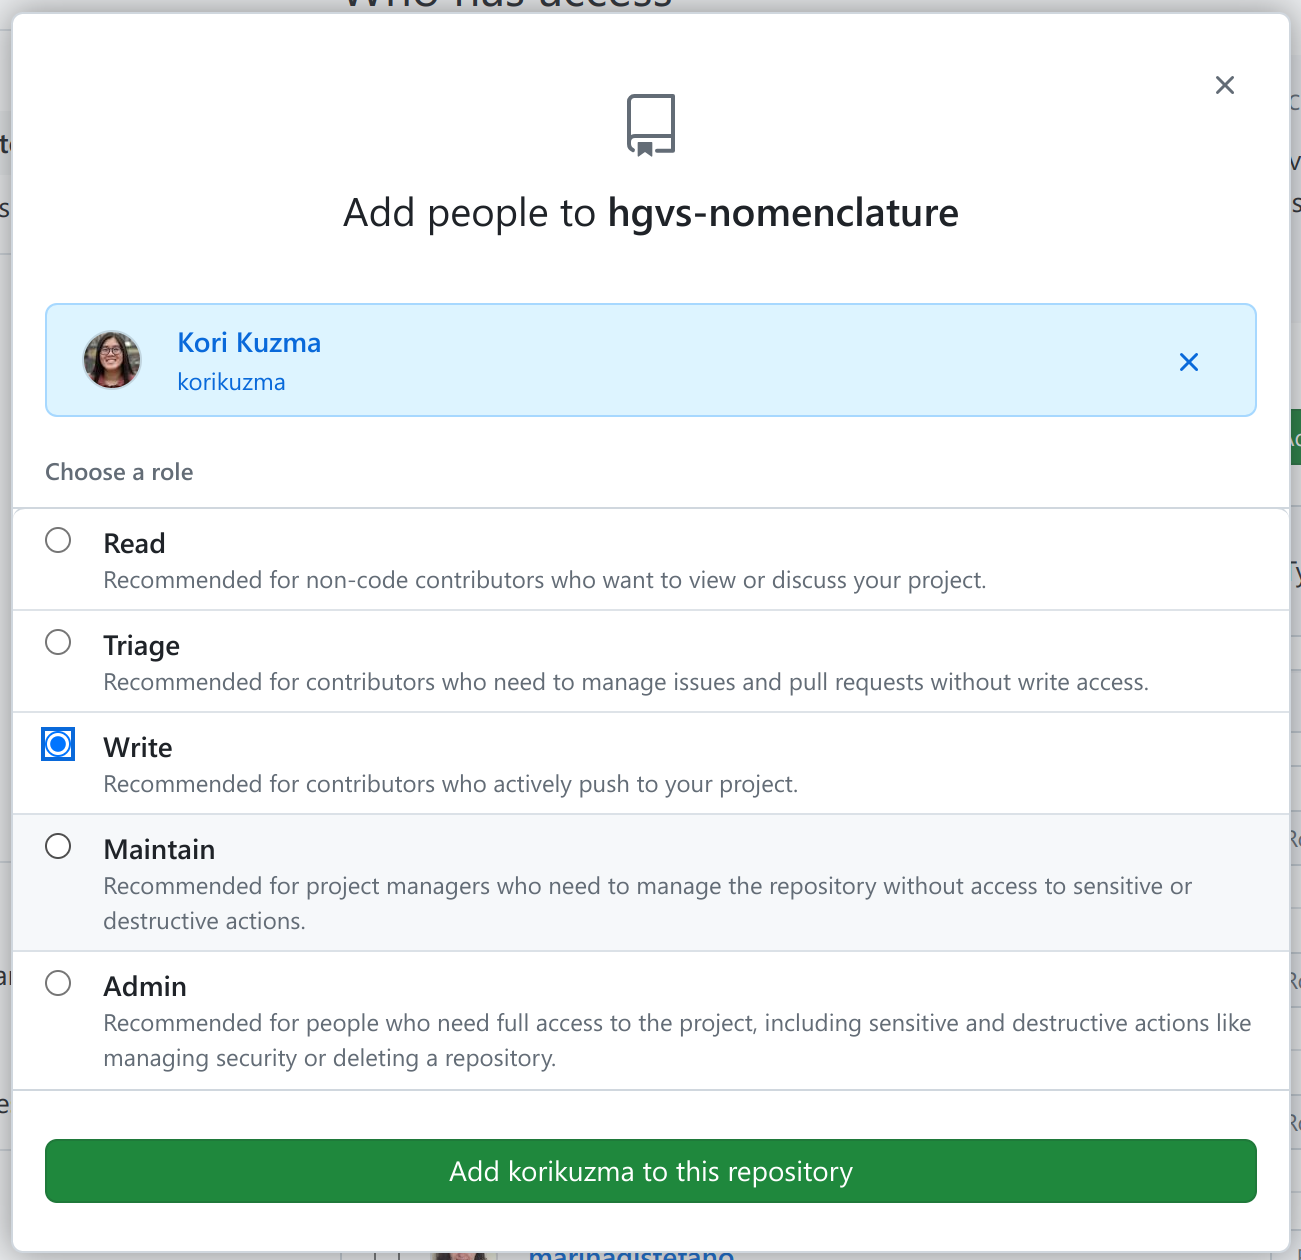 Who has access
Add people to hgvs-nomenclature
Kori Kuzma
korikuzma
Choose a role
Read
Recommended for non-code contributors who want to view or discuss your project.
Triage
Recommended for contributors who need to manage issues and pull requests without write access.
Write
Recommended for contributors who actively push to your project.
Maintain
Recommended for project managers who need to manage the repository without access to sensitive or
destructive actions.
Admin
Recommended for people who need full access to the project, including sensitive and destructive actions like
managing security or deleting a repository.
Add korikuzma to this repository
marinadistefano